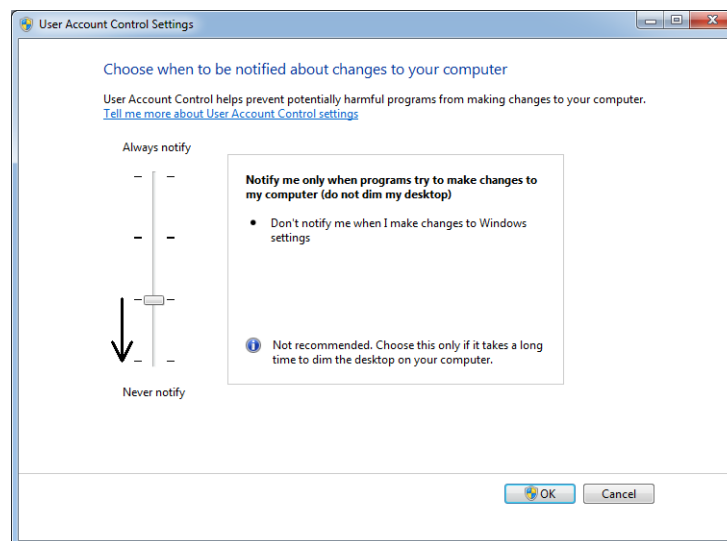 User Account Control Settings
Choose when to be notified about changes to your computer
User Account Control helps prevent potentially harmful programs from making changes to your computer.
Tell me more about User Account Control settings
Always notify
Notify me only when programs try to make changes to
my computer (do not dim my desktop)
• Don't notify me when I make changes to Windows
settings
Not recommended. Choose this only if it takes a long
time to dim the desktop on your computer.
Never notify
OK
Cancel